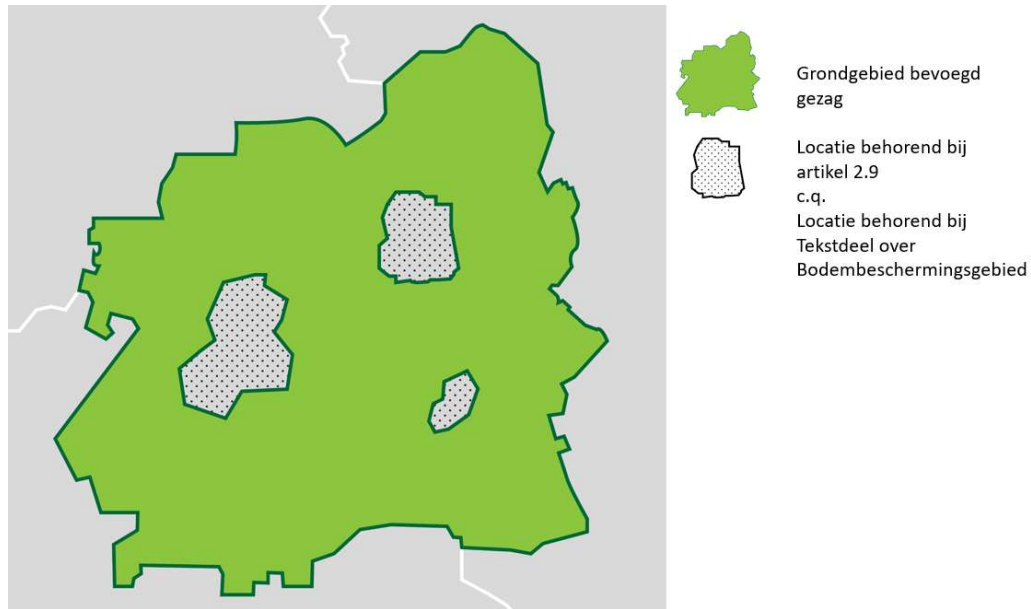 Grondgebied bevoegd
gezag
Locatie behorend bij
artikel 2.9
c.q.
Locatie behorend bij
Tekstdeel over
Bodembeschermingsgebied